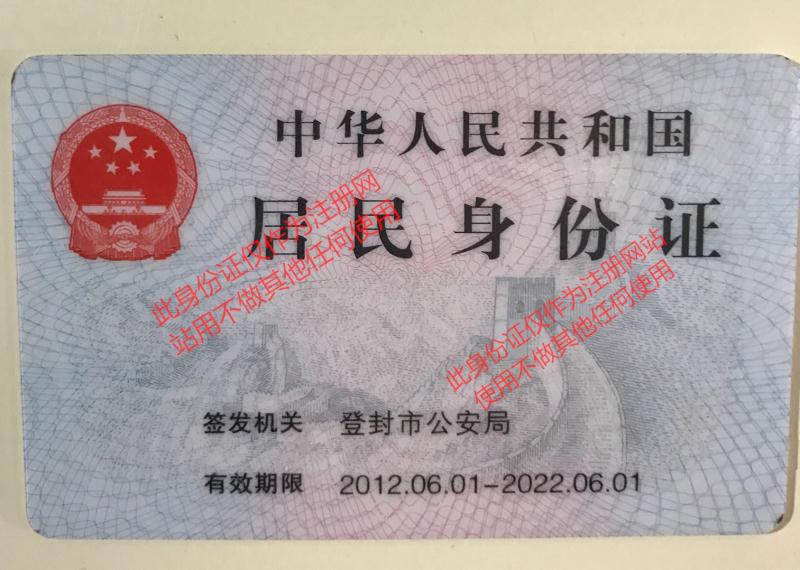 中华人民共和国
居民身份证
此身份证仅作为注册网
站用不做其他任何使用
此身份证仅作为注册网站
使用不做其他任何使用
签发机关 登封市公安局
有效期限 2012.06.01-2022.06.01